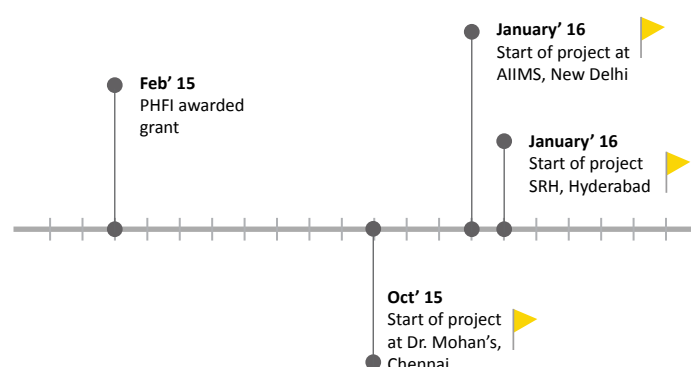 January' 16
Start of project at
AIIMS, New Delhi
Feb' 15
PHFI awarded
grant
January' 16
Start of project
SRH, Hyderabad
Oct' 15
Start of project
at Dr. Mohan's,
Chennai